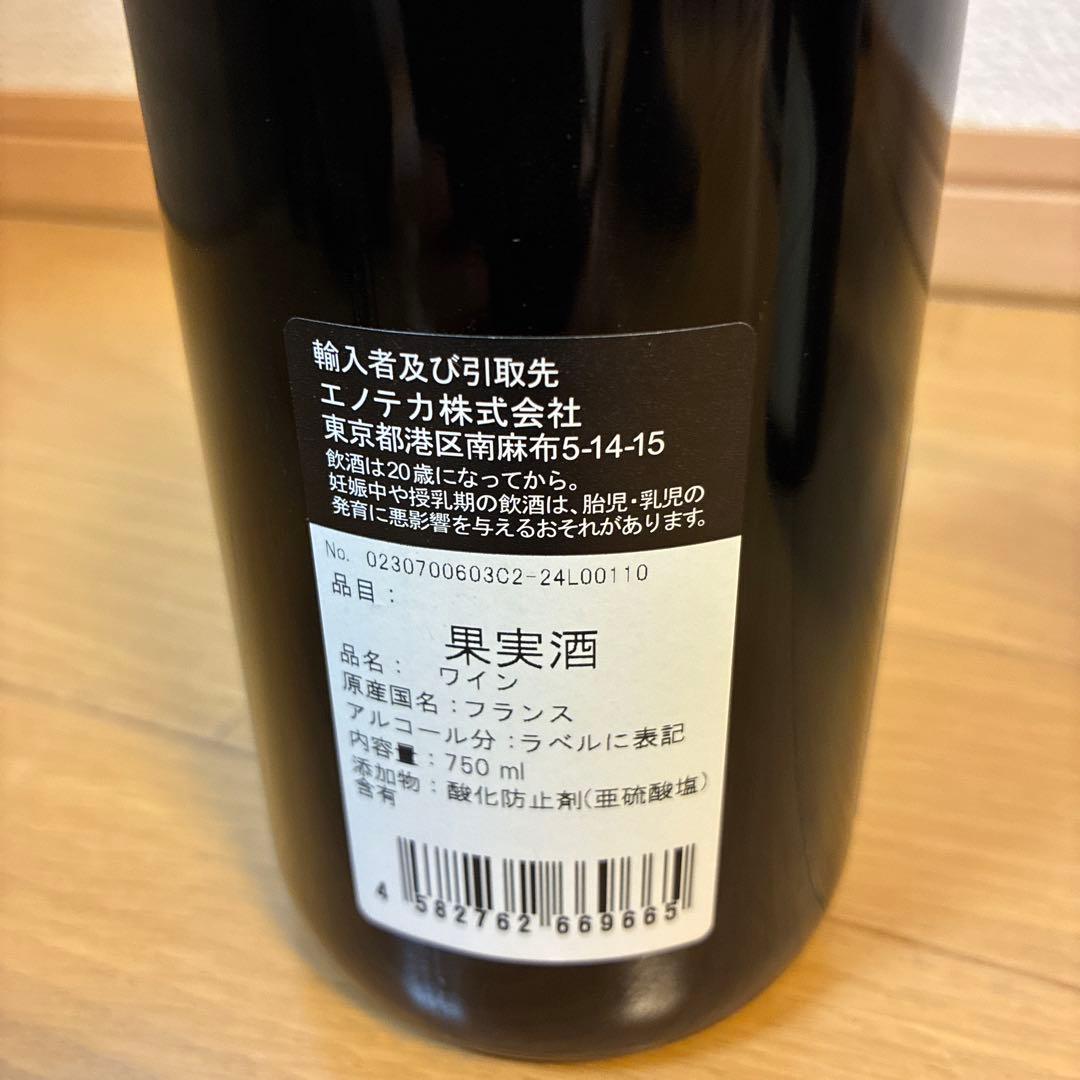 輸入者及び引取先
エノテカ株式会社
東京都港区南麻布5-14-15
飲酒は20歳になってから。
妊娠中や授乳期の飲酒は、胎児・乳児の
発育に悪影響を与えるおそれがあります。
No. 0230700603C2-24L00110
品目：
果実酒
品名： ワイン
原産国名：フランス
アルコール分：ラベルに表記
内容量：750 ml
添加物：酸化防止剤(亜硫酸塩)
含有
4 582762 669665